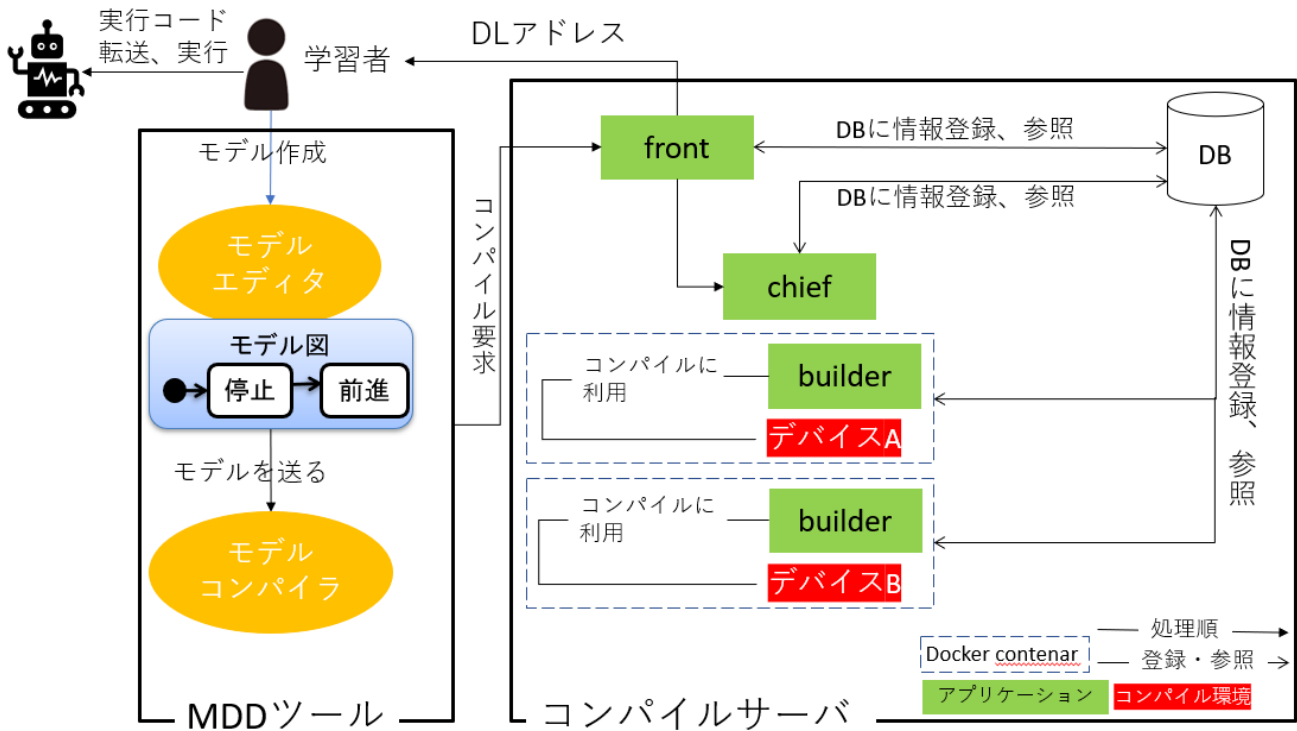 実行コード
転送、実行
学習者
DLアドレス
モデル作成
モデル
エディタ
モデル図
停止
前進
モデルを送る
モデル
コンパイラ
MDDツール
コンパイル要求
front
DBに情報登録、参照
DB
DBに情報登録、参照
chief
DBに情報登録、参照
コンパイルに
利用
builder
デバイスA
コンパイルに
利用
builder
デバイスB
処理順
Docker contenar
登録・参照
アプリケーション
コンパイル環境
コンパイルサーバ